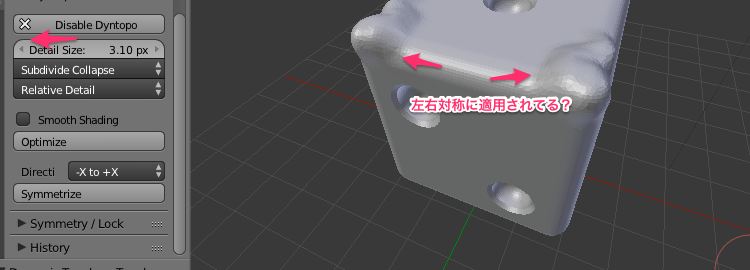 Disable Dyntopo
Detail Size: 3.10 px
Subdivide Collapse
Relative Detail
Smooth Shading
Optimize
Directi -X to +X
Symmetrize
Symmetry / Lock
History
左右対称に適用されてる？